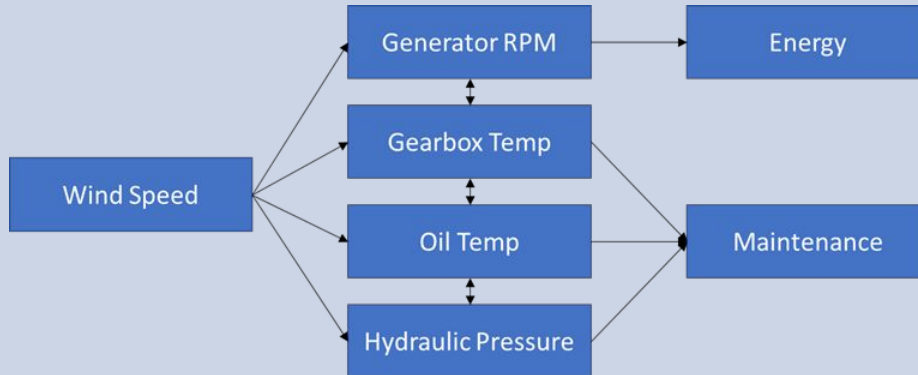 Generator RPM
Energy
Gearbox Temp
Wind Speed
Oil Temp
Maintenance
Hydraulic Pressure